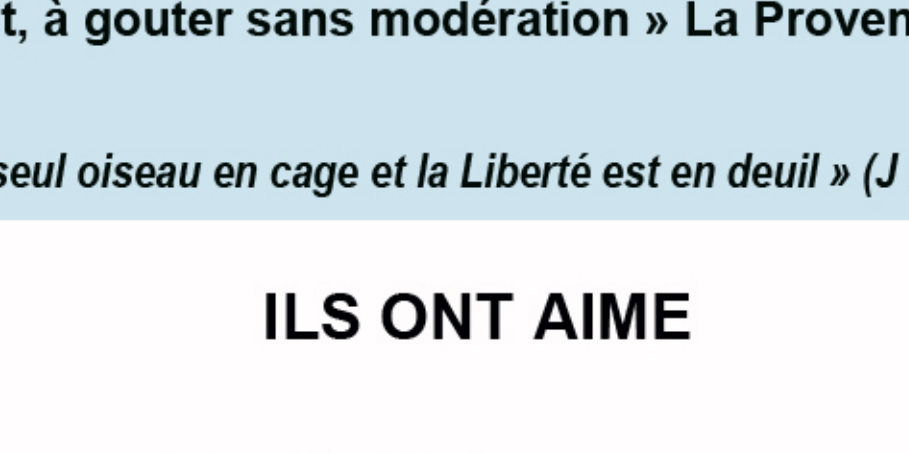 t, à gouter sans modération » La Proven
seul oiseau en cage et la Liberté est en deuil » (J
ILS ONT AIME